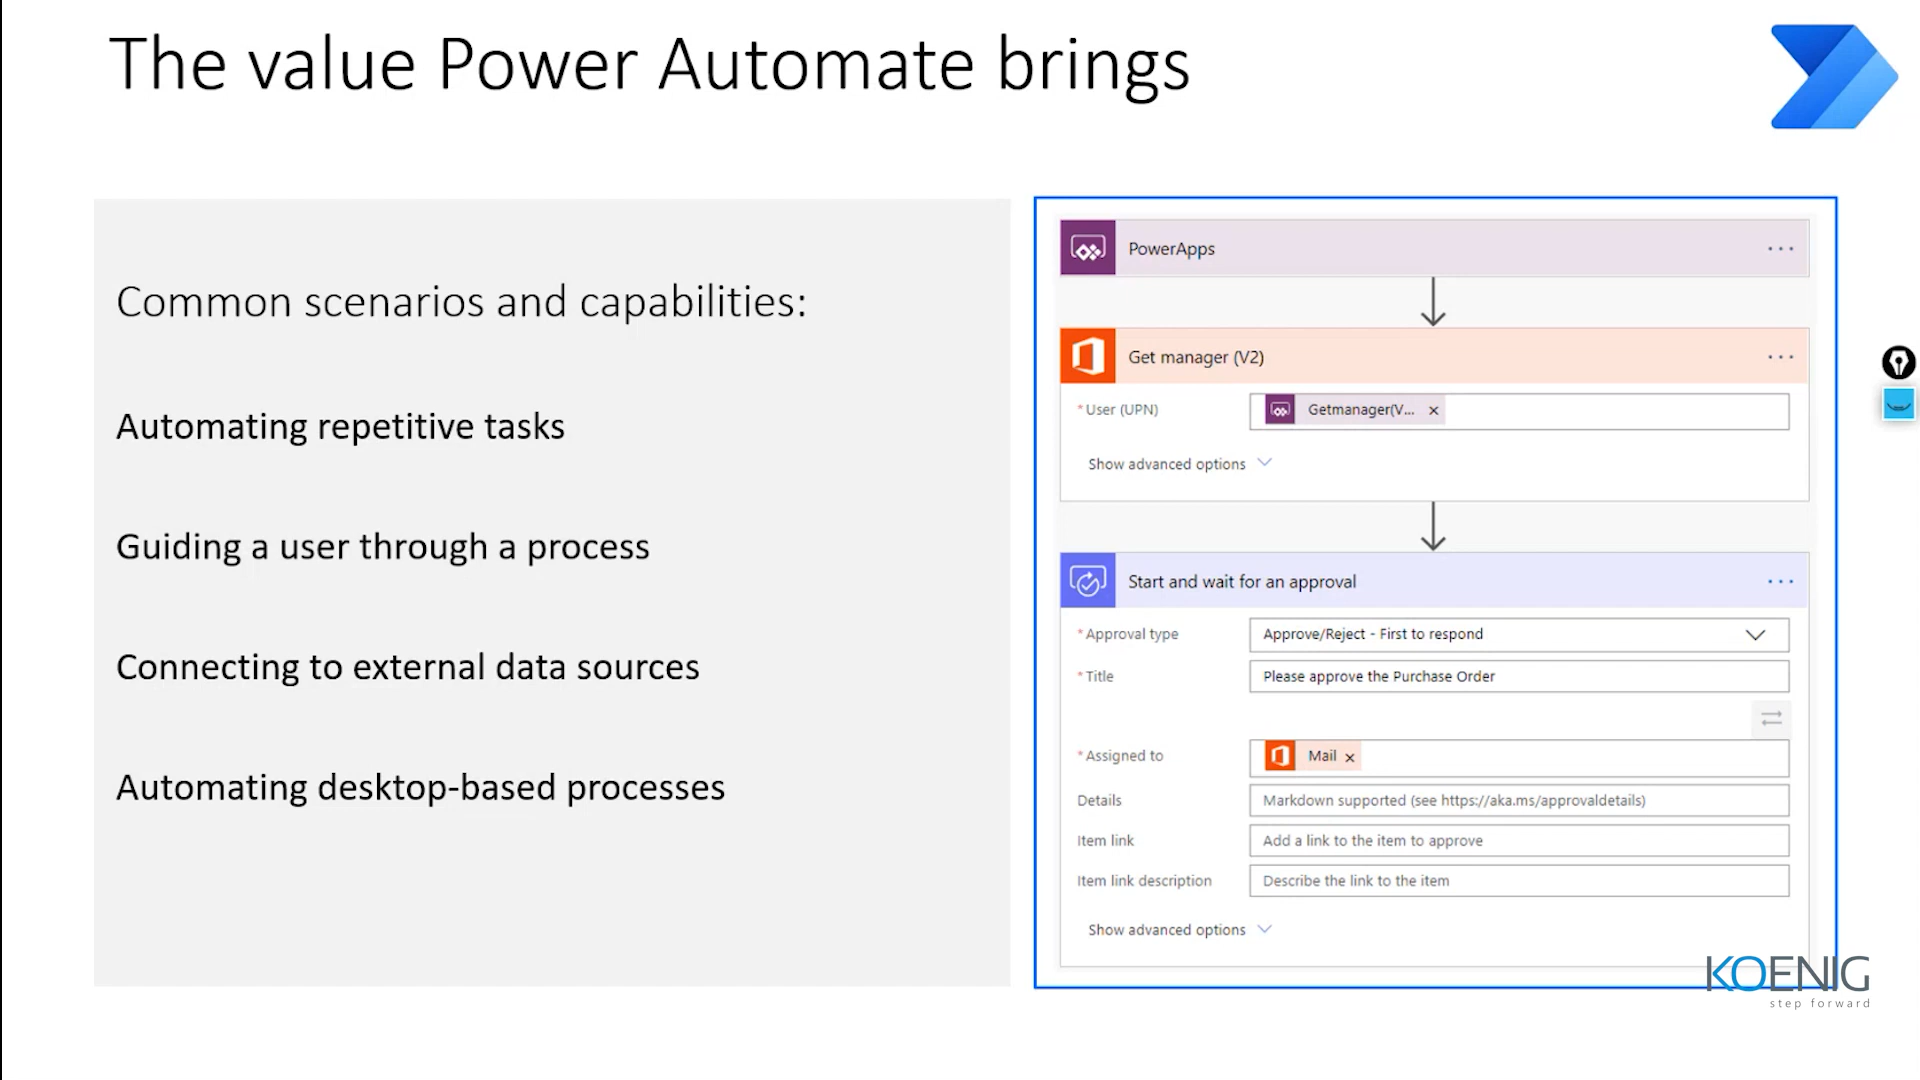 The value Power Automate brings
Common scenarios and capabilities:
Automating repetitive tasks
Guiding a user through a process
Connecting to external data sources
Automating desktop-based processes
PowerApps
Get manager (V2)
* User (UPN) Getmanager(V... ×
Show advanced options
Start and wait for an approval
* Approval type Approve/Reject - First to respond
* Title Please approve the Purchase Order
* Assigned to Mail ×
Details Markdown supported (see https://aka.ms/approvaldetails)
Item link Add a link to the item to approve
Item link description Describe the link to the item
Show advanced options
KOENIG
step forward